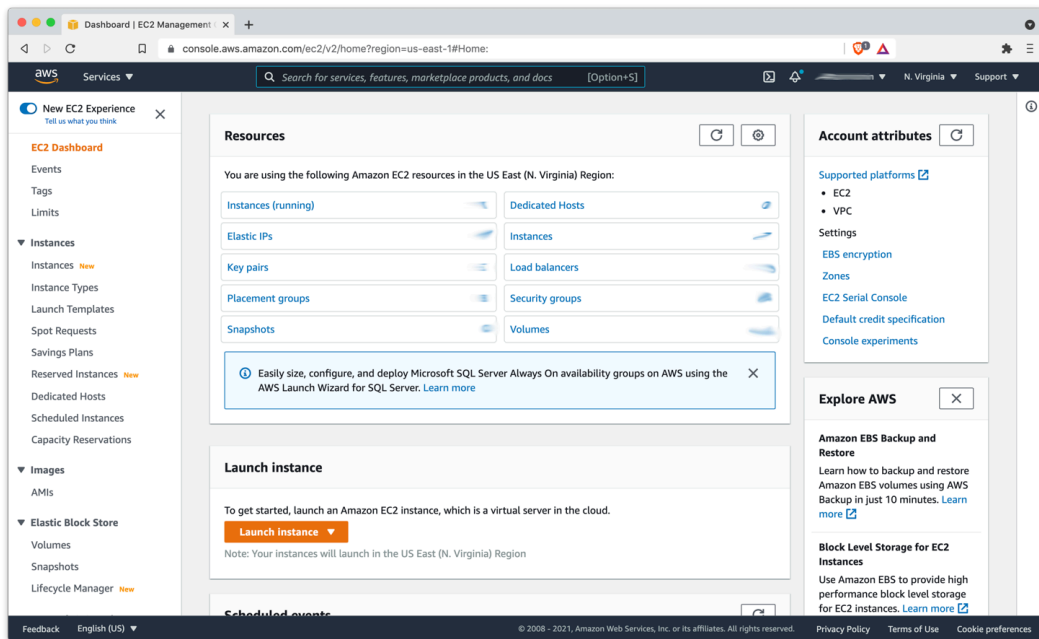 Dashboard | EC2 Management
console.aws.amazon.com/ec2/v2/home?region=us-east-1#Home:
aws
Services
Search for services, features, marketplace products, and docs [Option+S]
N. Virginia
Support
New EC2 Experience
Tell us what you think
EC2 Dashboard
Events
Tags
Limits
Instances
Instances New
Instance Types
Launch Templates
Spot Requests
Savings Plans
Reserved Instances New
Dedicated Hosts
Scheduled Instances
Capacity Reservations
Images
AMIs
Elastic Block Store
Volumes
Snapshots
Lifecycle Manager New
Resources
You are using the following Amazon EC2 resources in the US East (N. Virginia) Region:
Instances (running)
Dedicated Hosts
Elastic IPs
Instances
Key pairs
Load balancers
Placement groups
Security groups
Snapshots
Volumes
Easily size, configure, and deploy Microsoft SQL Server Always On availability groups on AWS using the
AWS Launch Wizard for SQL Server. Learn more
Launch instance
To get started, launch an Amazon EC2 instance, which is a virtual server in the cloud.
Launch instance
Note: Your instances will launch in the US East (N. Virginia) Region
Scheduled events
Account attributes
Supported platforms
• EC2
• VPC
Settings
EBS encryption
Zones
EC2 Serial Console
Default credit specification
Console experiments
Explore AWS
Amazon EBS Backup and
Restore
Learn how to backup and restore
Amazon EBS volumes using AWS
Backup in just 10 minutes. Learn
more
Block Level Storage for EC2
Instances
Use Amazon EBS to provide high
performance block level storage
for EC2 instances. Learn more
Feedback
English (US)
© 2008 - 2021, Amazon Web Services, Inc. or its affiliates. All rights reserved.
Privacy Policy
Terms of Use
Cookie preferences